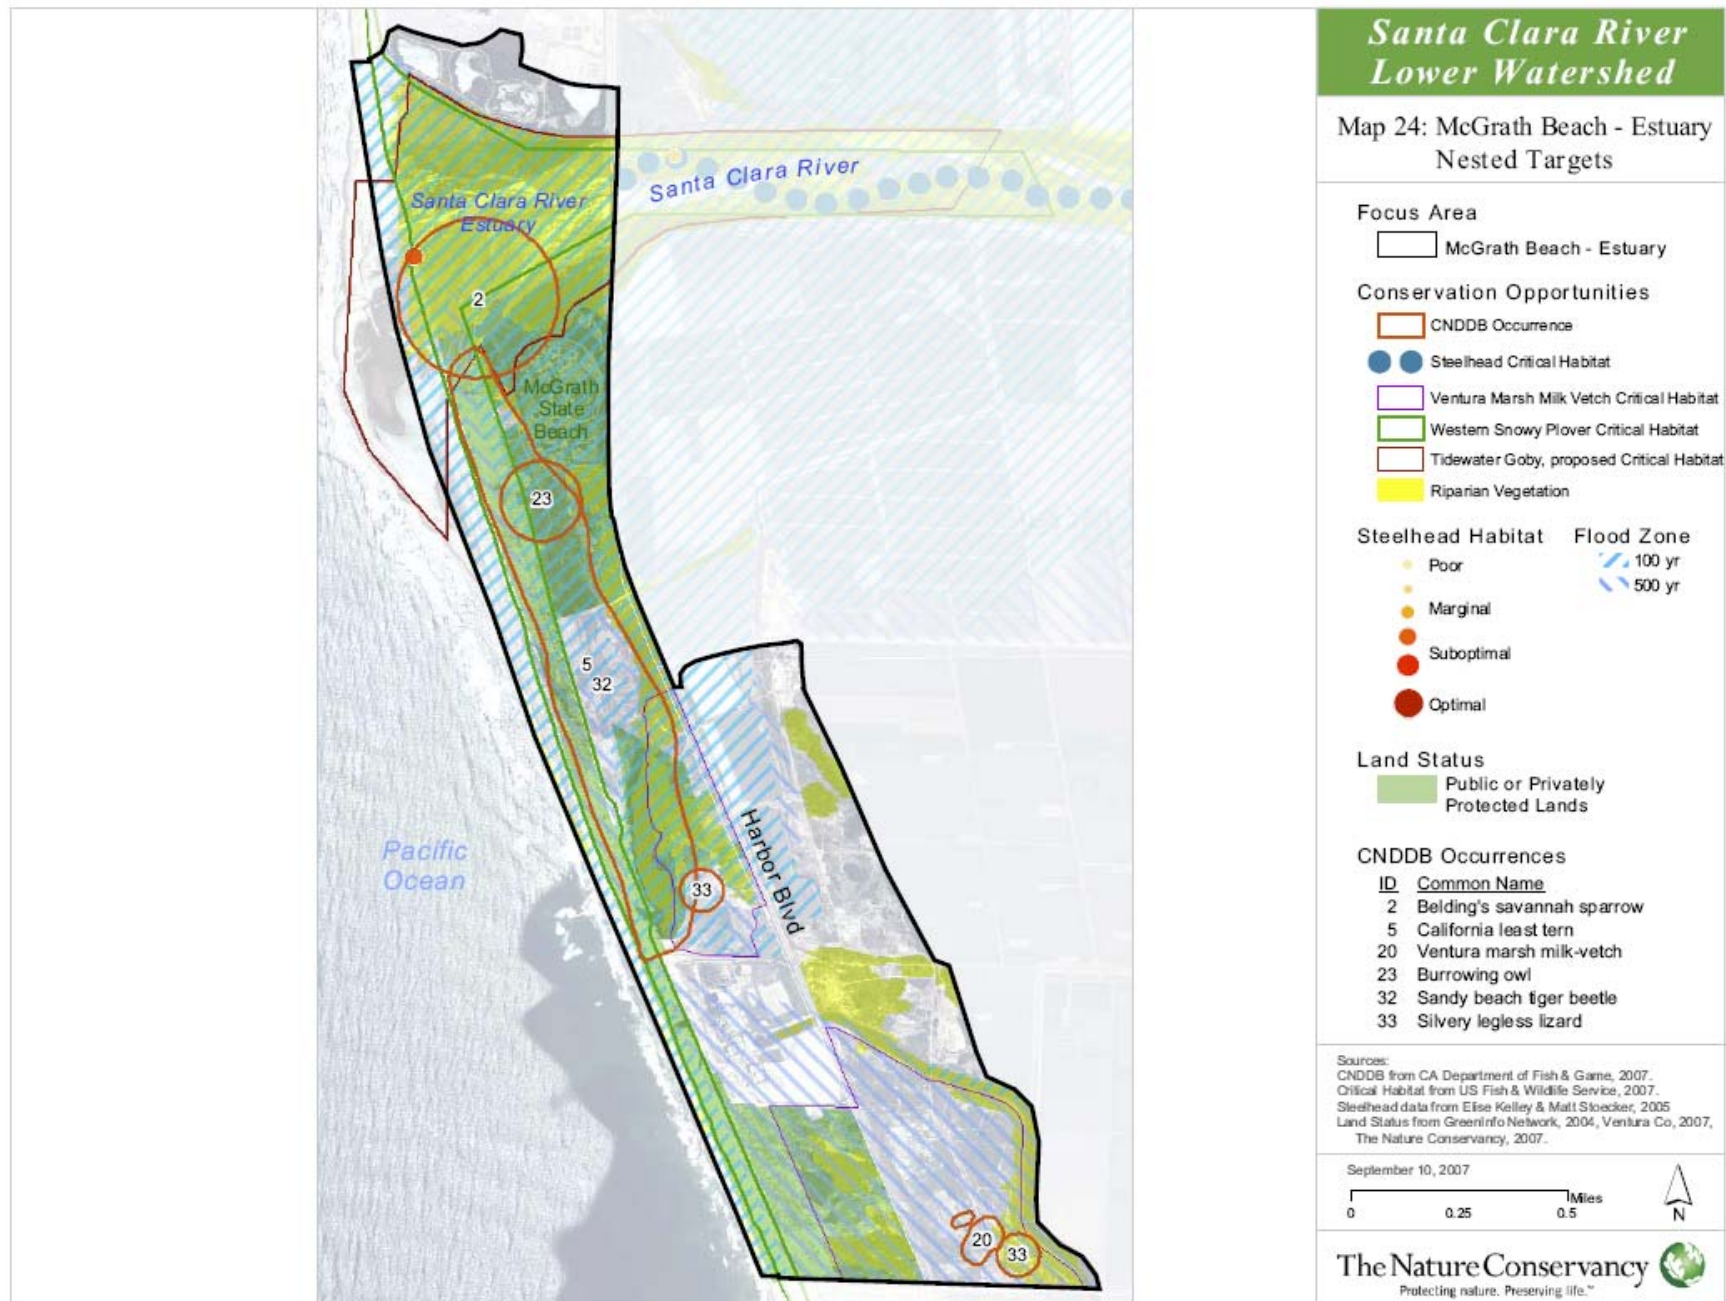 Santa Clara River
Lower Watershed
Map 24: McGrath Beach - Estuary
Nested Targets
Focus Area
McGrath Beach - Estuary
Conservation Opportunities
CNDDB Occurrence
Steelhead Critical Habitat
Ventura Marsh Milk Vetch Critical Habitat
Western Snowy Plover Critical Habitat
Tidewater Goby, proposed Critical Habitat
Riparian Vegetation
Steelhead Habitat
Poor
Marginal
Suboptimal
Optimal
Flood Zone
100 yr
500 yr
Land Status
Public or Privately
Protected Lands
CNDDB Occurrences
ID Common Name
2 Belding's savannah sparrow
5 California least tern
20 Ventura marsh milk-vetch
23 Burrowing owl
32 Sandy beach tiger beetle
33 Silvery legless lizard
Sources:
CNDDB from CA Department of Fish & Game, 2007.
Critical Habitat from US Fish & Wildlife Service, 2007.
Steelhead data from Elise Kelley & Matt Stoecker, 2005
Land Status from GreenInfo Network, 2004, Ventura Co, 2007,
The Nature Conservancy, 2007.
September 10, 2007
Miles
0 0.25 0.5
N
The Nature Conservancy
Protecting nature. Preserving life.™
Santa Clara River
Santa Clara River
Estuary
2
McGrath
State
Beach
23
5
32
Harbor Blvd
Pacific
Ocean
33
20
33